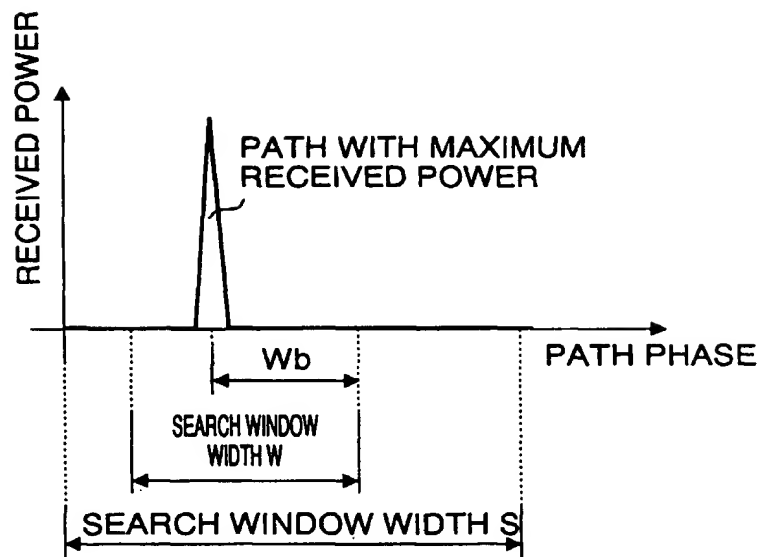 RECEIVED POWER
PATH WITH MAXIMUM
RECEIVED POWER
PATH PHASE
Wb
SEARCH WINDOW
WIDTH W
SEARCH WINDOW WIDTH S